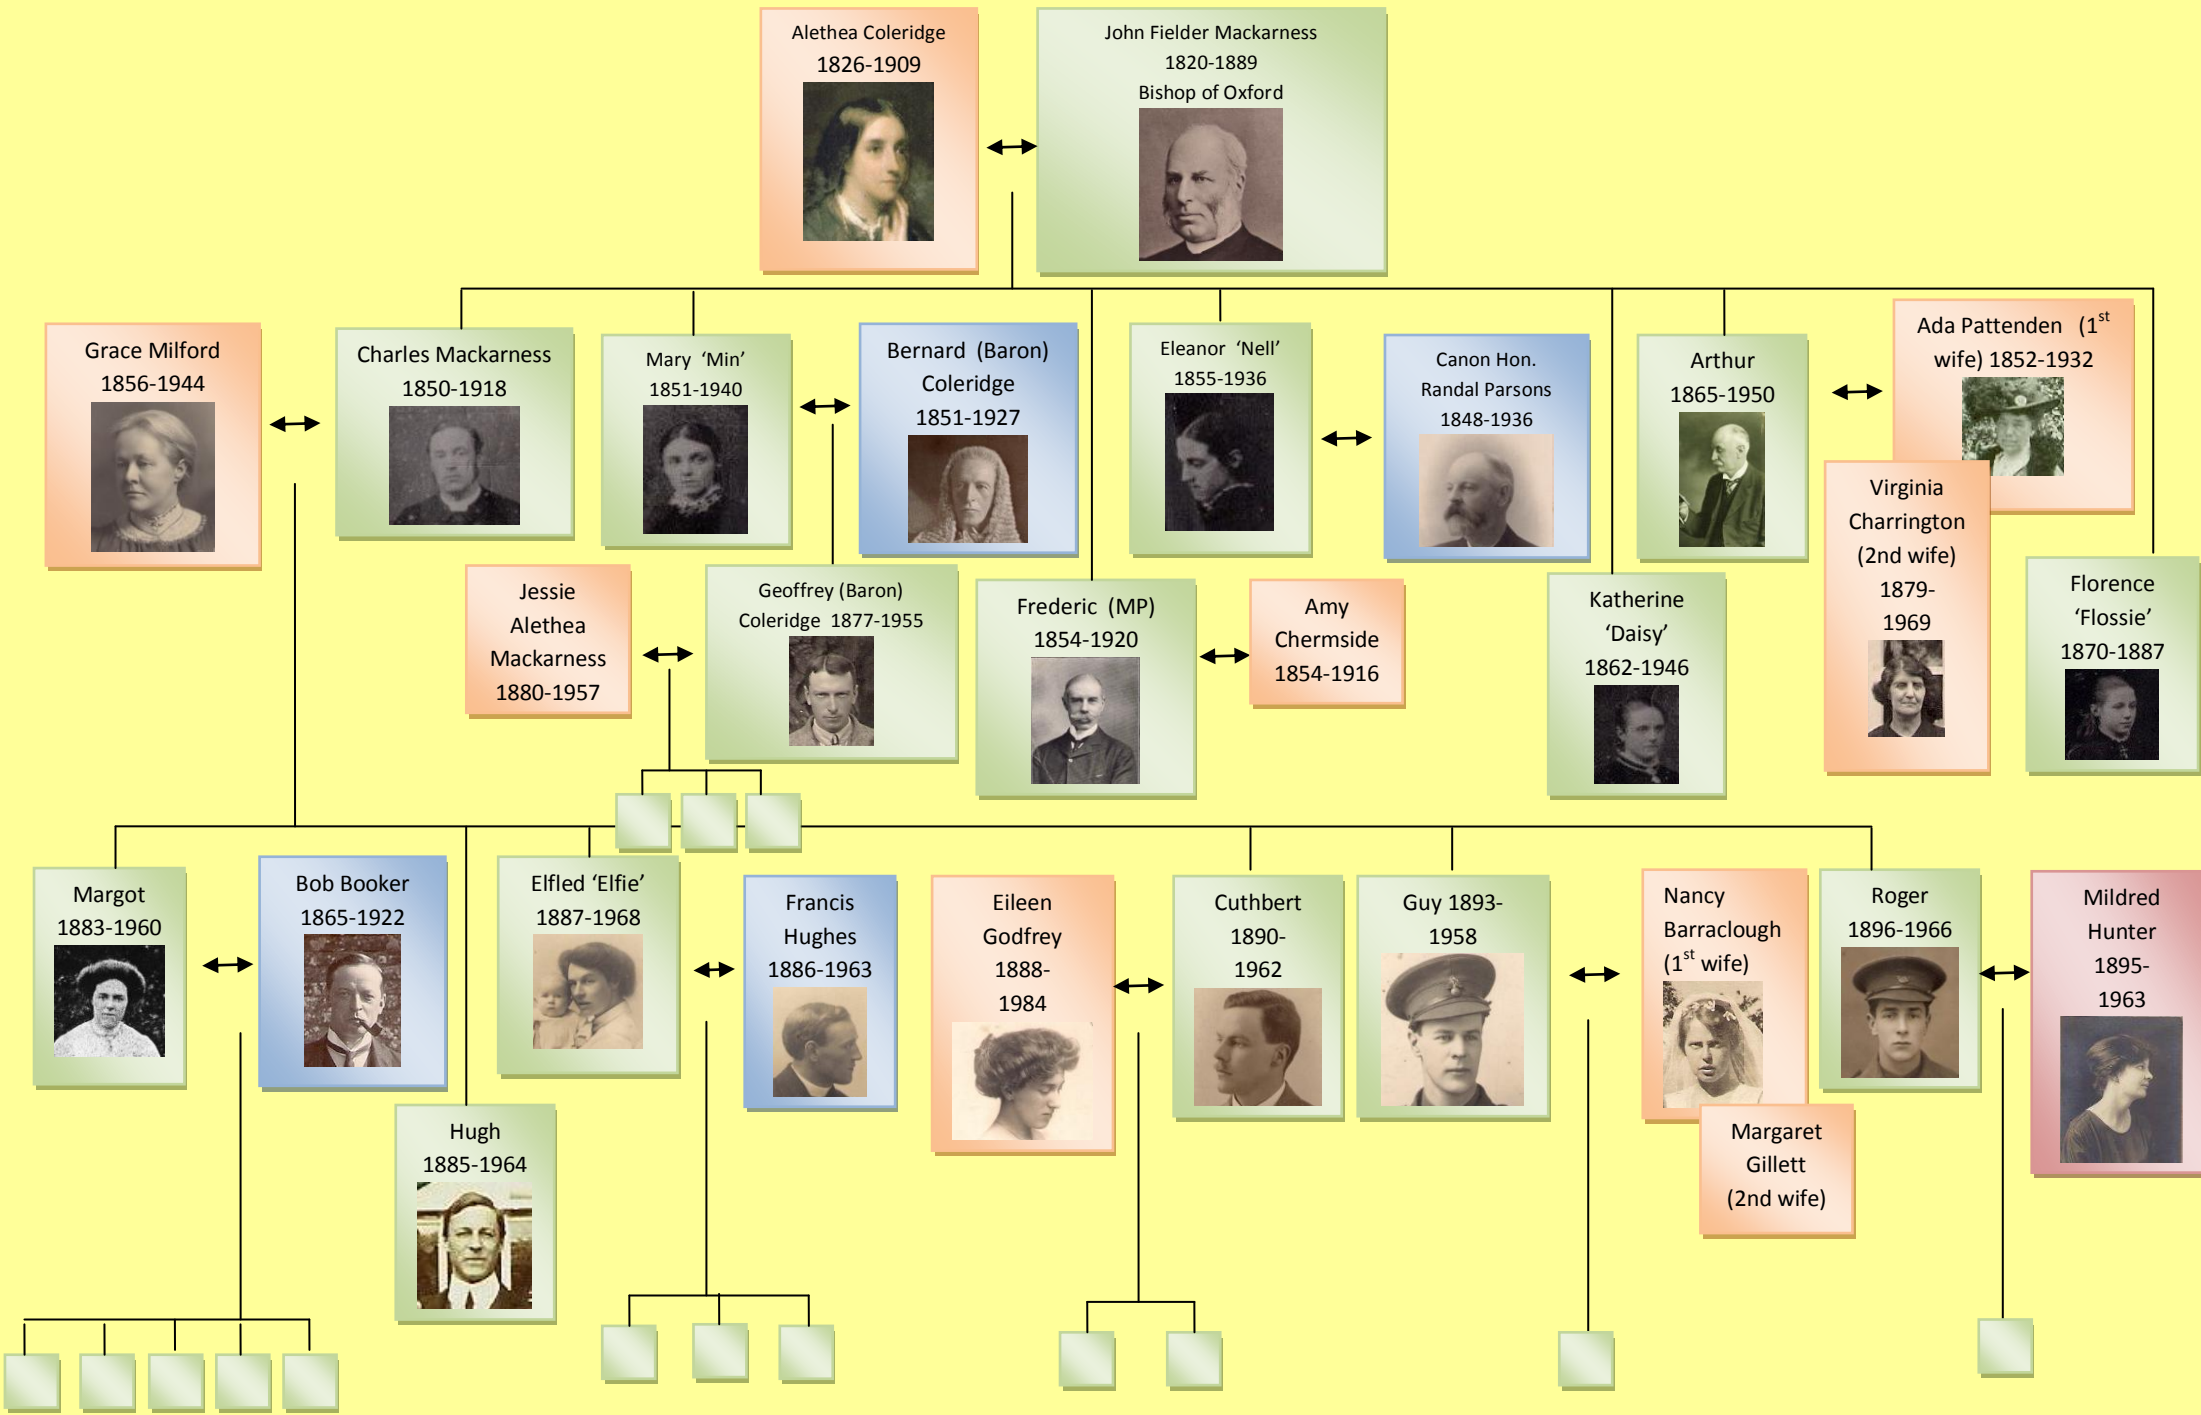 Alethea Coleridge
1826-1909
John Fielder Mackarness
1820-1889
Bishop of Oxford
Grace Milford
1856-1944
Charles Mackarness
1850-1918
Mary ‘Min’
1851-1940
Bernard (Baron)
Coleridge
1851-1927
Eleanor ‘Nell’
1855-1936
Canon Hon.
Randal Parsons
1848-1936
Arthur
1865-1950
Ada Pattenden (1st
wife) 1852-1932
Virginia
Charrington
(2nd wife)
1879-
1969
Jessie
Alethea
Mackarness
1880-1957
Geoffrey (Baron)
Coleridge 1877-1955
Frederic (MP)
1854-1920
Amy
Chermside
1854-1916
Katherine
‘Daisy’
1862-1946
Florence
‘Flossie’
1870-1887
Margot
1883-1960
Bob Booker
1865-1922
Hugh
1885-1964
Elfled ‘Elfie’
1887-1968
Francis
Hughes
1886-1963
Eileen
Godfrey
1888-
1984
Cuthbert
1890-
1962
Guy 1893-
1958
Nancy
Barraclough
(1st wife)
Margaret
Gillett
(2nd wife)
Roger
1896-1966
Mildred
Hunter
1895-
1963